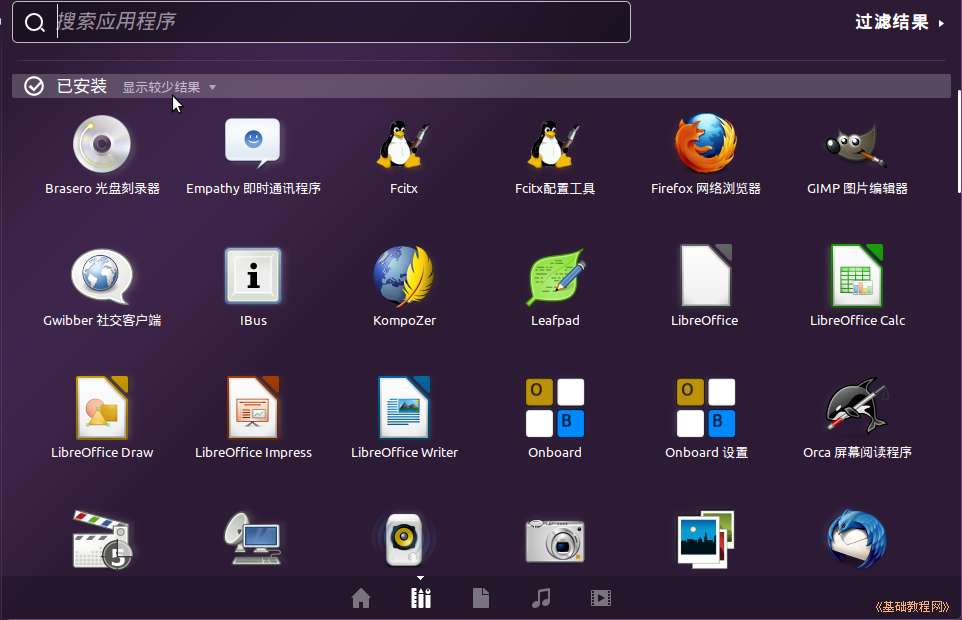 搜索应用程序
过滤结果
已安装 显示较少结果
Brasero 光盘刻录器
Empathy 即时通讯程序
Fcitx
Fcitx配置工具
Firefox 网络浏览器
GIMP 图片编辑器
Gwibber 社交客户端
IBus
KompoZer
Leafpad
LibreOffice
LibreOffice Calc
LibreOffice Draw
LibreOffice Impress
LibreOffice Writer
O
B
Onboard
O
B
Onboard 设置
Orca 屏幕阅读程序
5
《基础教程网》